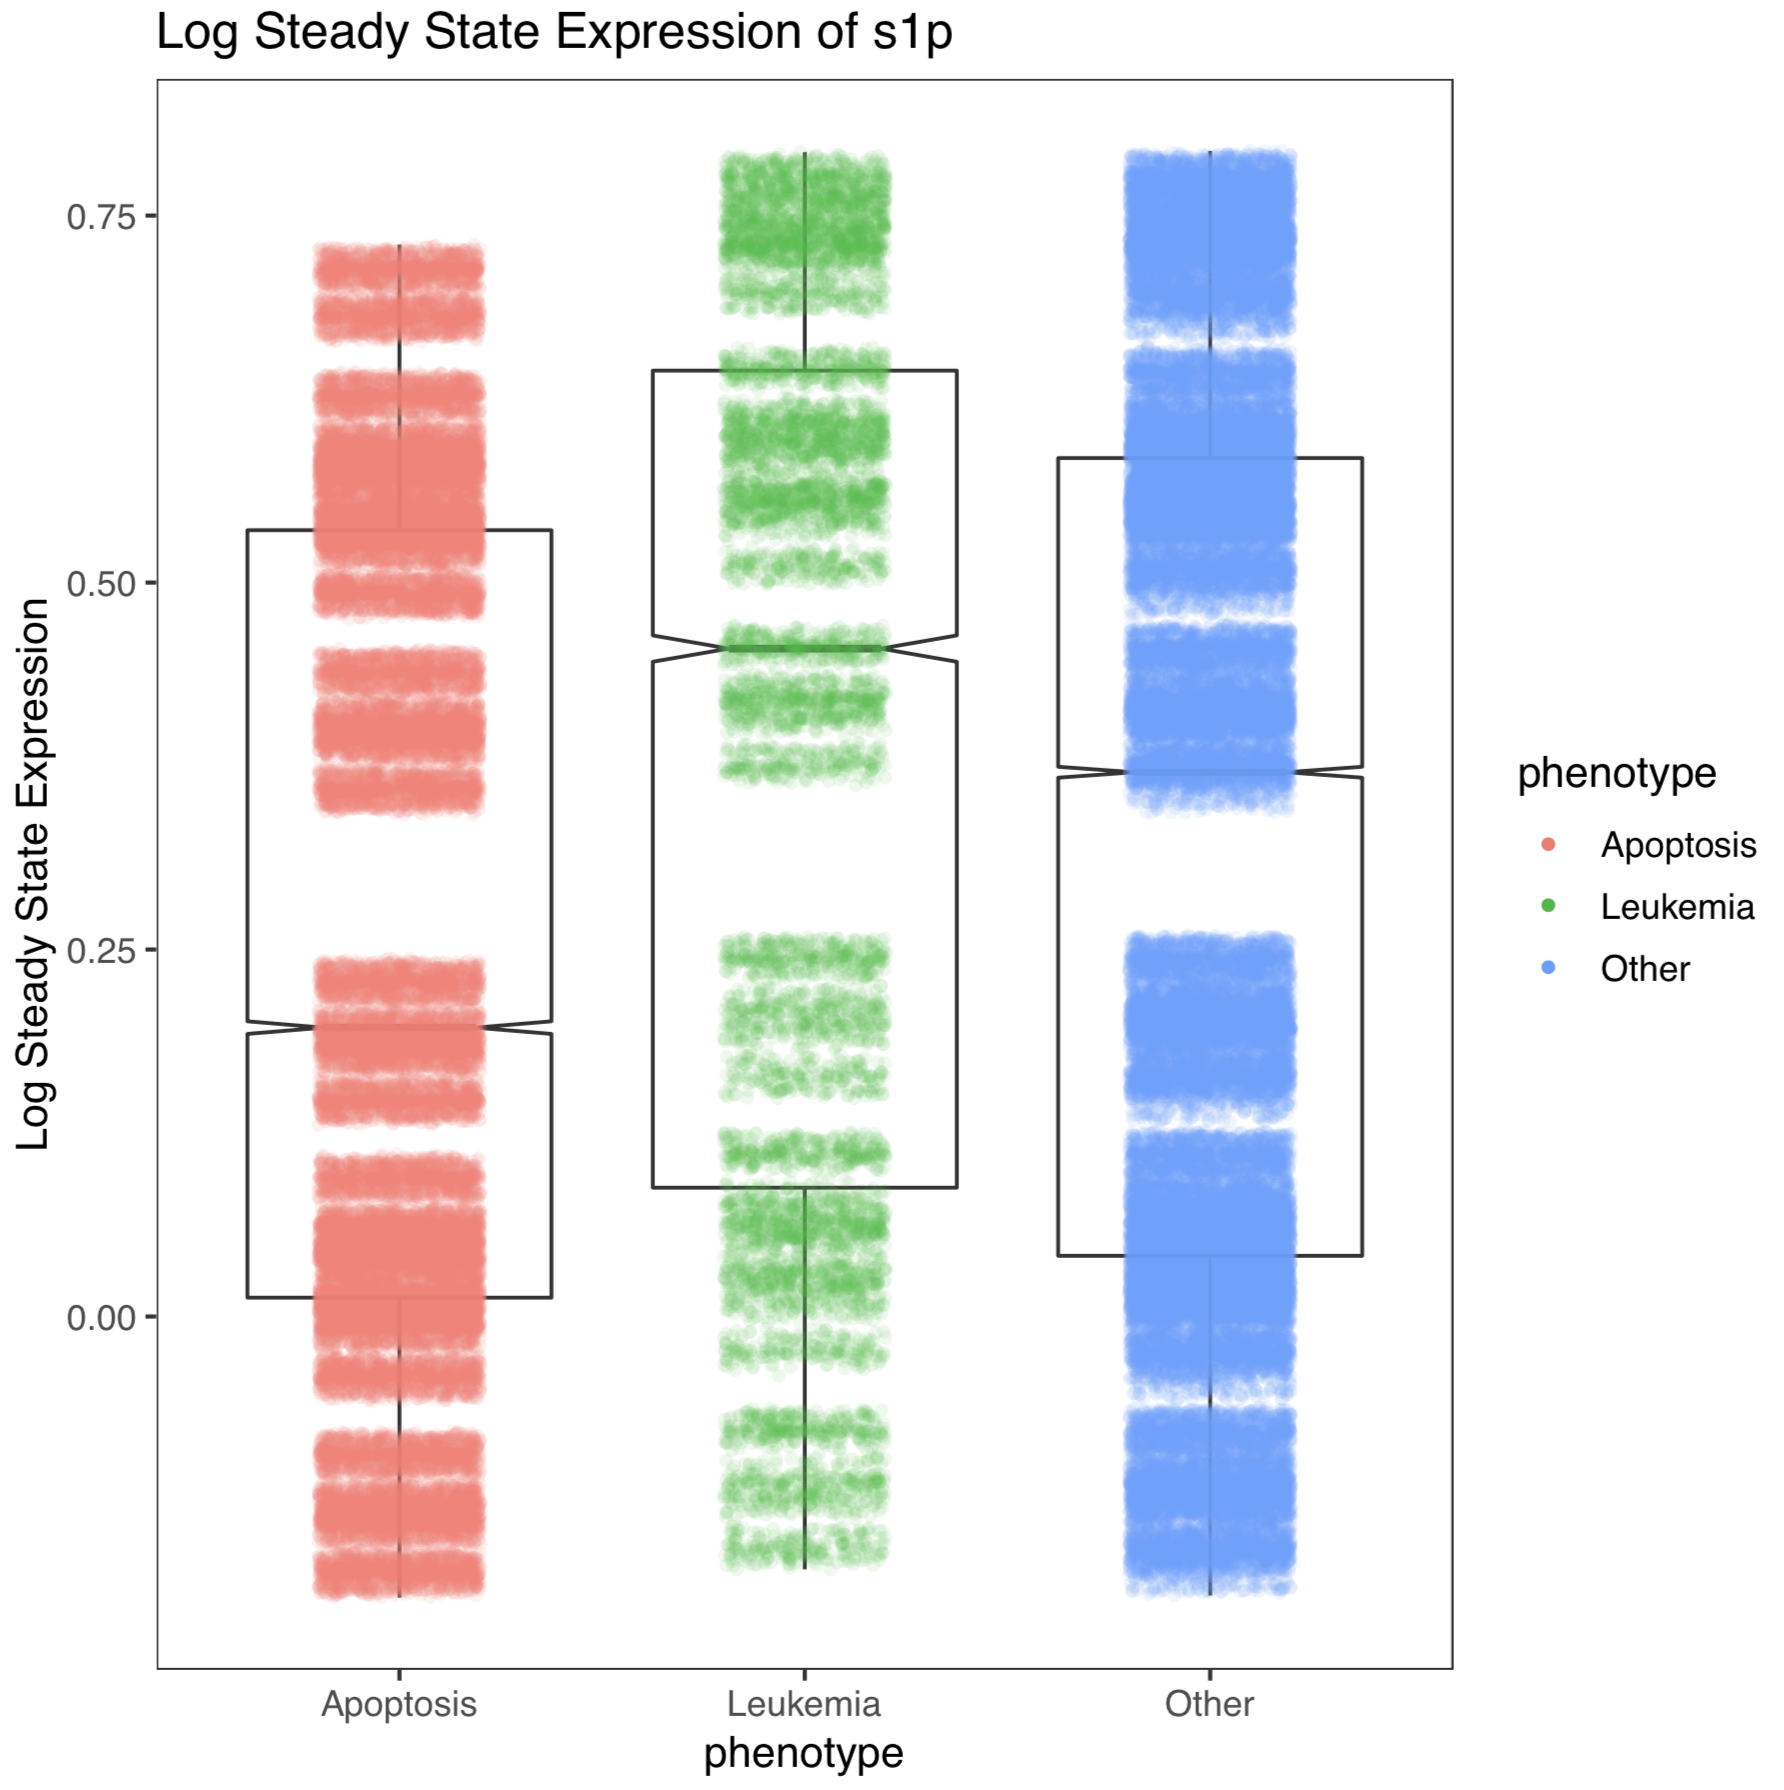 Log Steady State Expression of s1p
Log Steady State Expression
0.75
0.50
0.25
0.00
Apoptosis
Leukemia
Other
phenotype
phenotype
Apoptosis
Leukemia
Other